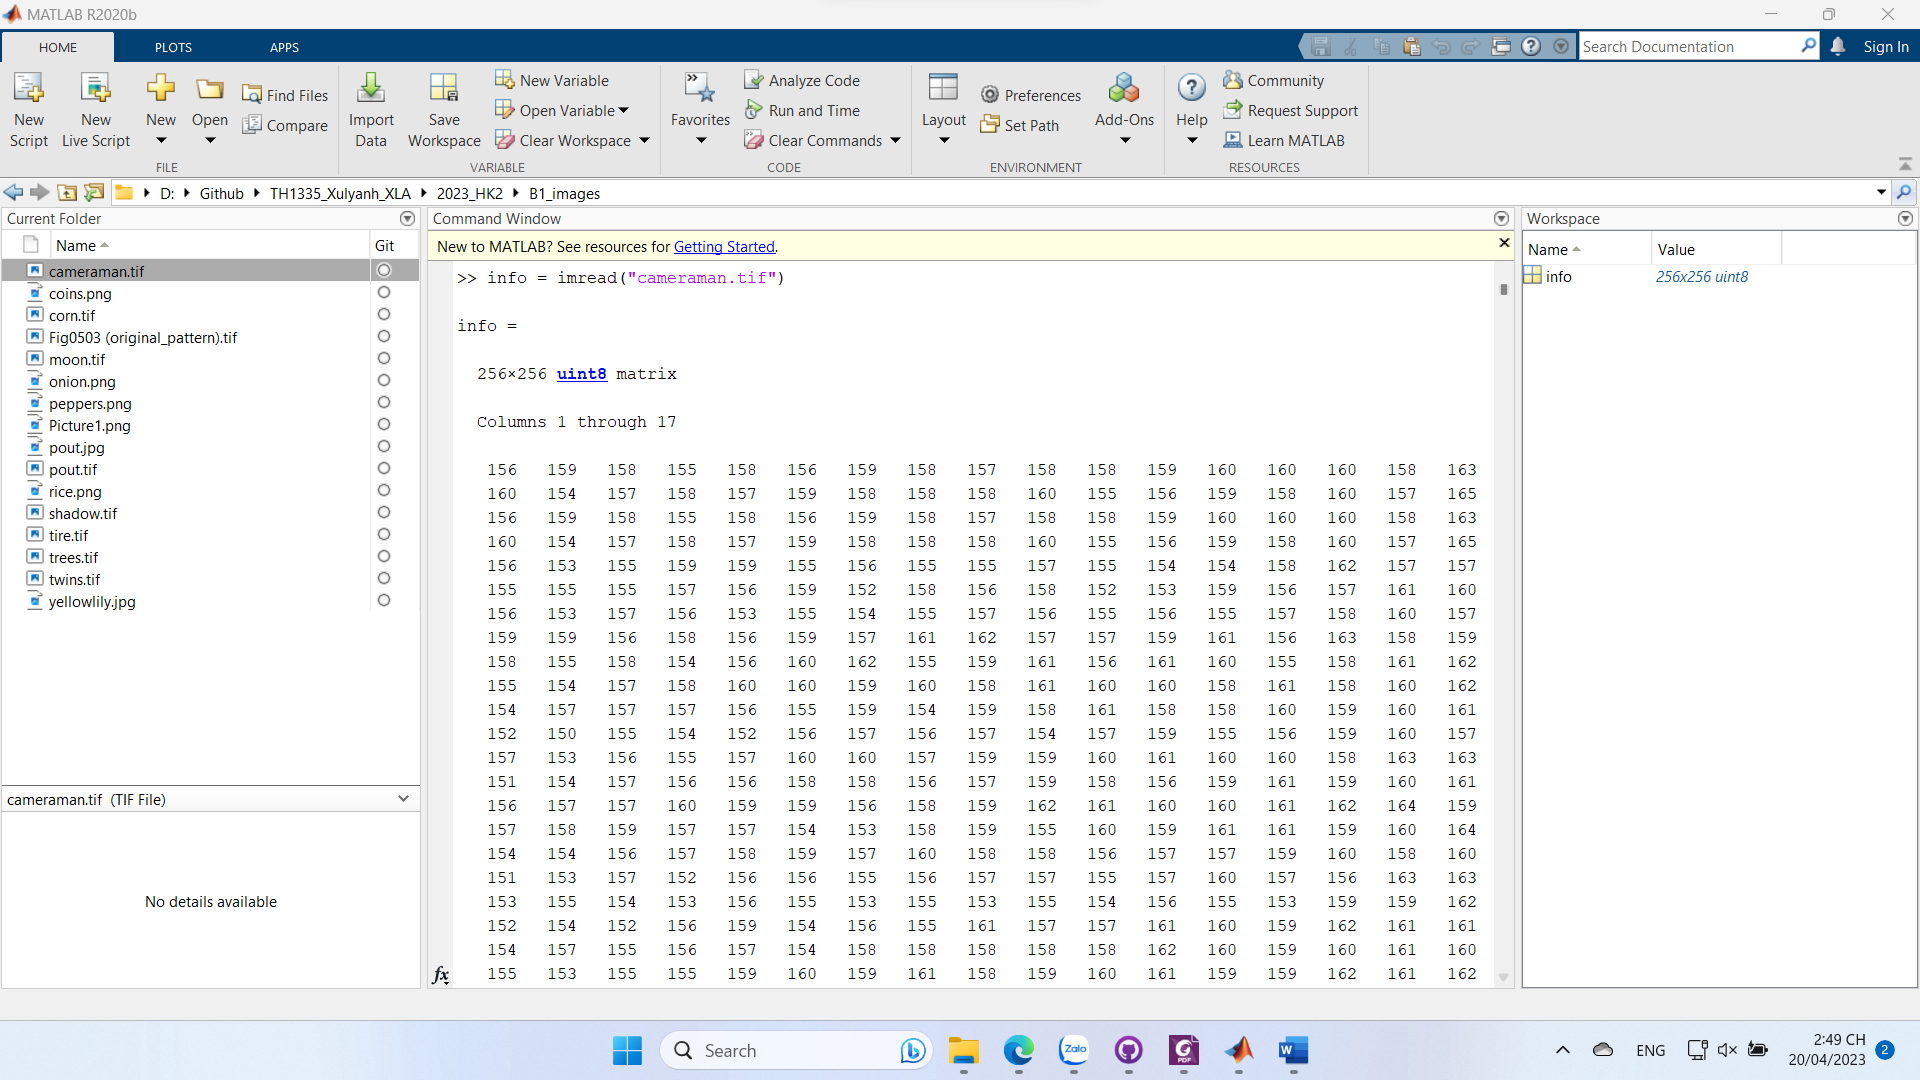 MATLAB R2020b
HOME PLOTS APPS
Search Documentation
Sign In
New Script
New Live Script
New
Open
Find Files
Compare
FILE
Import Data
Save Workspace
New Variable
Open Variable
Clear Workspace
VARIABLE
Favorites
Analyze Code
Run and Time
Clear Commands
CODE
Layout
Preferences
Set Path
Add-Ons
ENVIRONMENT
Help
Community
Request Support
Learn MATLAB
RESOURCES
D: Github TH1335_Xulyanh_XLA 2023_HK2 B1_images
Current Folder
Name Git
cameraman.tif
coins.png
corn.tif
Fig0503 (original_pattern).tif
moon.tif
onion.png
peppers.png
Picture1.png
pout.jpg
pout.tif
rice.png
shadow.tif
tire.tif
trees.tif
twins.tif
yellowlily.jpg
cameraman.tif (TIF File)
No details available
Command Window
New to MATLAB? See resources for Getting Started.
>> info = imread("cameraman.tif")
info =
256×256 uint8 matrix
Columns 1 through 17
156 159 158 155 158 156 159 158 157 158 158 159 160 160 160 158 163
160 154 157 158 157 159 158 158 158 160 155 156 159 158 160 157 165
156 159 158 155 158 156 159 158 157 158 158 159 160 160 160 158 163
160 154 157 158 157 159 158 158 158 160 155 156 159 158 160 157 165
156 153 155 159 159 155 156 155 155 157 155 154 154 158 162 157 157
155 155 155 157 156 159 152 158 156 158 152 153 159 156 157 161 160
156 153 157 156 153 155 154 155 157 156 155 156 155 157 158 160 157
159 159 156 158 156 159 157 161 162 157 157 159 161 156 163 158 159
158 155 158 154 156 160 162 155 159 161 156 161 160 155 158 161 162
155 154 157 158 160 160 159 160 158 161 160 160 158 161 158 160 162
154 157 157 157 156 155 159 154 159 158 161 158 158 160 159 160 161
152 150 155 154 152 156 157 156 157 154 157 159 155 156 159 160 157
157 153 156 155 157 160 160 157 159 159 160 161 160 160 158 163 163
151 154 157 156 156 158 158 156 157 159 158 156 159 161 159 160 161
156 157 157 160 159 159 156 158 159 162 161 160 160 161 162 164 159
157 158 159 157 157 154 153 158 159 155 160 159 161 161 159 160 164
154 154 156 157 158 159 157 160 158 158 156 157 157 159 160 158 160
151 153 157 152 156 156 155 156 157 157 155 157 160 157 156 163 163
153 155 154 153 156 155 153 155 153 155 154 156 155 153 159 159 162
152 154 152 156 159 154 156 155 161 157 157 161 160 159 162 161 161
154 157 155 156 157 154 158 158 158 158 158 162 160 159 160 161 160
155 153 155 155 159 160 159 161 158 159 160 161 159 159 162 161 162
fx
Workspace
Name Value
info 256x256 uint8
Search
Zalo
PDF
W
ENG
2:49 CH
20/04/2023
2